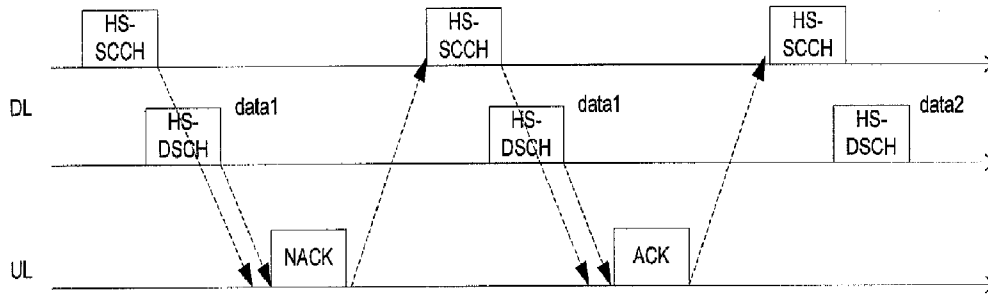 HS-
SCCH
HS-
SCCH
HS-
SCCH
DL
HS-
DSCH
data1
HS-
DSCH
data1
HS-
DSCH
data2
UL
NACK
ACK